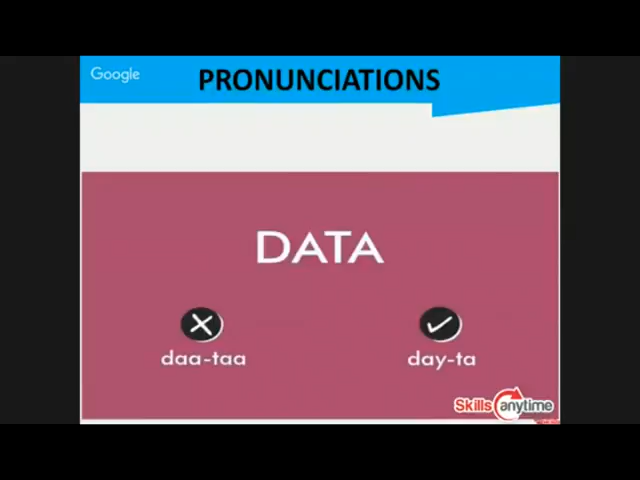 Google
PRONUNCIATIONS
DATA
daa-taa
day-ta
Skills anytime